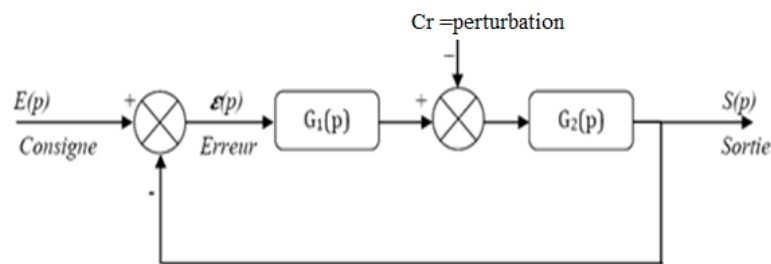 Cr =perturbation
E(p)
Consigne
+
-
ε(p)
Erreur
G₁(p)
+
−
G₂(p)
S(p)
Sortie